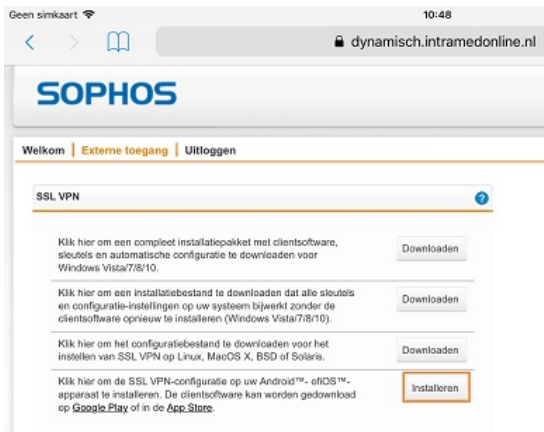 Geen simkaart 10:48
dynamisch.intramedonline.nl
SOPHOS
Welkom | Externe toegang | Uitloggen
SSL VPN ?
Klik hier om een compleet installatiepakket met clientsoftware,
sleutels en automatische configuratie te downloaden voor
Windows Vista/7/8/10.
Downloaden
Klik hier om een installatiebestand te downloaden dat alle sleutels
en configuratie-instellingen op uw systeem bijwerkt zonder de
clientsoftware opnieuw te installeren (Windows Vista/7/8/10).
Downloaden
Klik hier om het configuratiebestand te downloaden voor het
instellen van SSL VPN op Linux, MacOS X, BSD of Solaris.
Downloaden
Klik hier om de SSL VPN-configuratie op uw Android™- ofiOS™-
apparaat te installeren. De clientsoftware kan worden gedownload
op Google Play of in de App Store.
Installeren